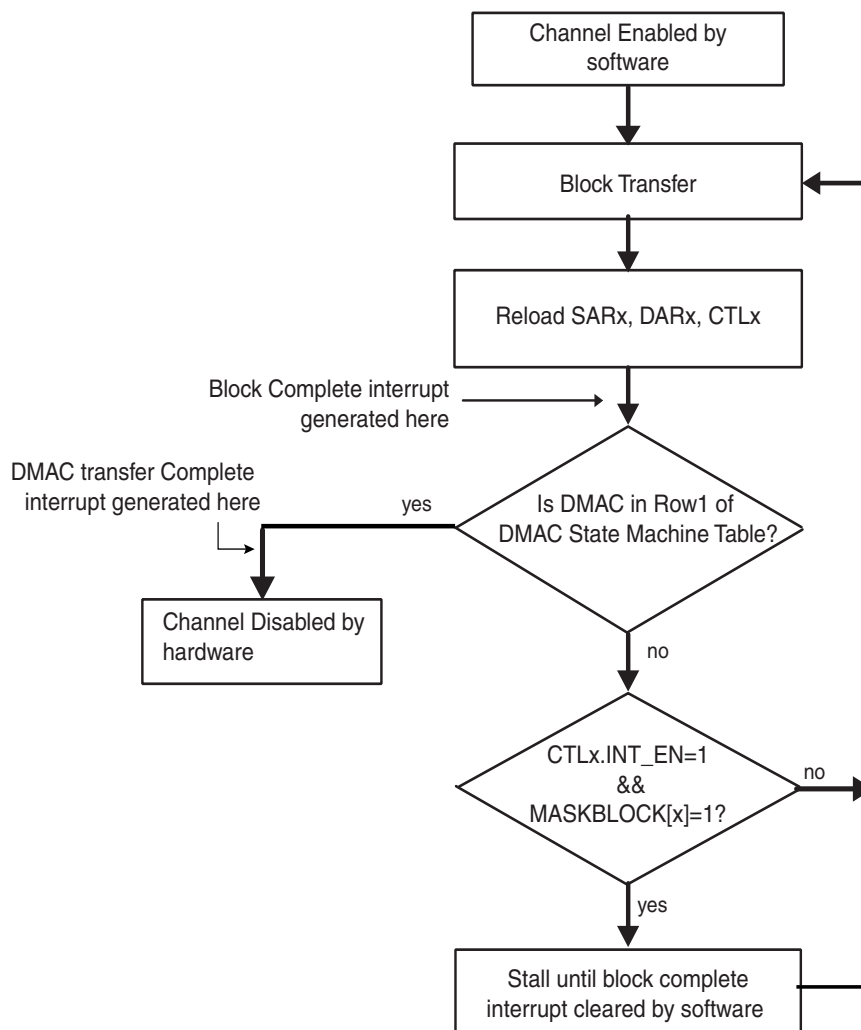 Channel Enabled by
software
Block Transfer
Reload SARx, DARx, CTLx
Block Complete interrupt
generated here
DMAC transfer Complete
interrupt generated here
yes
Is DMAC in Row1 of
DMAC State Machine Table?
Channel Disabled by
hardware
no
CTLx.INT_EN=1
&&
MASKBLOCK[x]=1?
no
yes
Stall until block complete
interrupt cleared by software